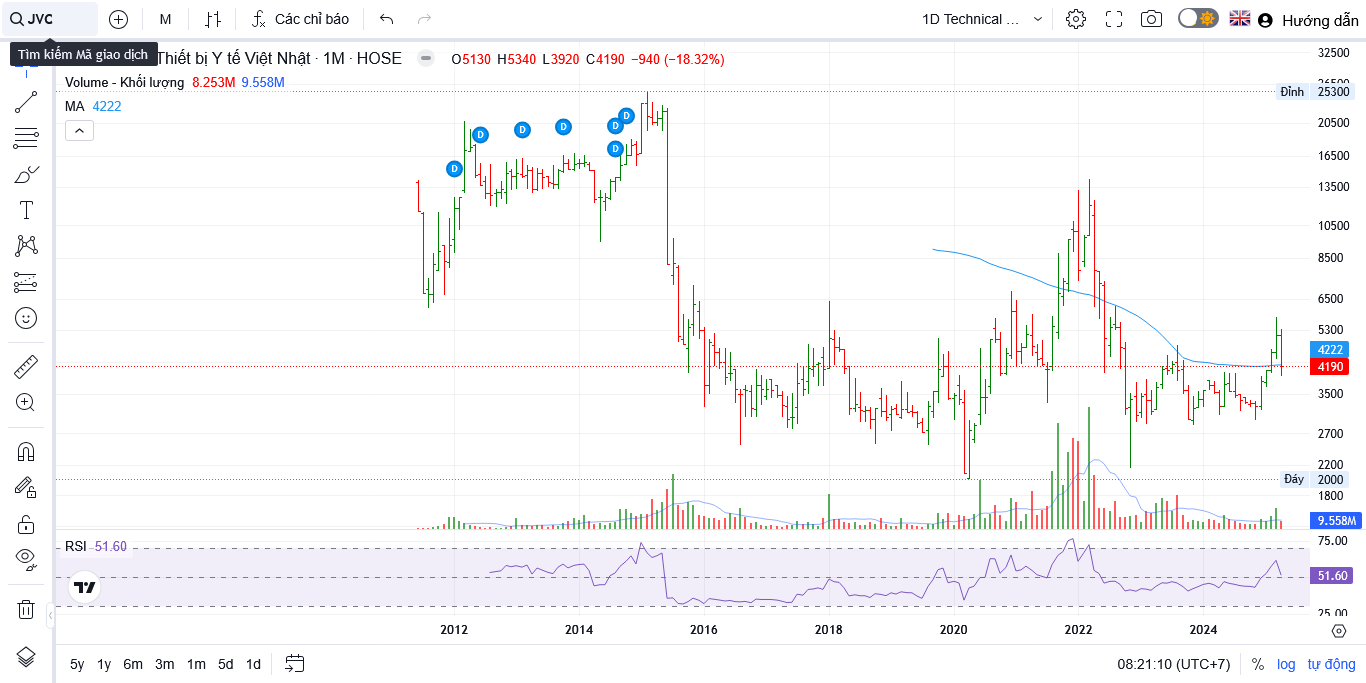 JVC
M
Các chỉ báo
1D Technical ...
Hướng dẫn
Tìm kiếm Mã giao dịch
Thiết bị Y tế Việt Nhật · 1M · HOSE
O5130 H5340 L3920 C4190 −940 (−18.32%)
Volume - Khối lượng 8.253M 9.558M
MA 4222
D
D
D
D
D
D
D
32500
Đỉnh 25300
20500
16500
13500
10500
8500
6500
5300
4222
4190
3500
2700
2200
Đáy 2000
1800
9.558M
RSI 51.60
75.00
51.60
25.00
2012 2014 2016 2018 2020 2022 2024
5y 1y 6m 3m 1m 5d 1d
08:21:10 (UTC+7) % log tự động